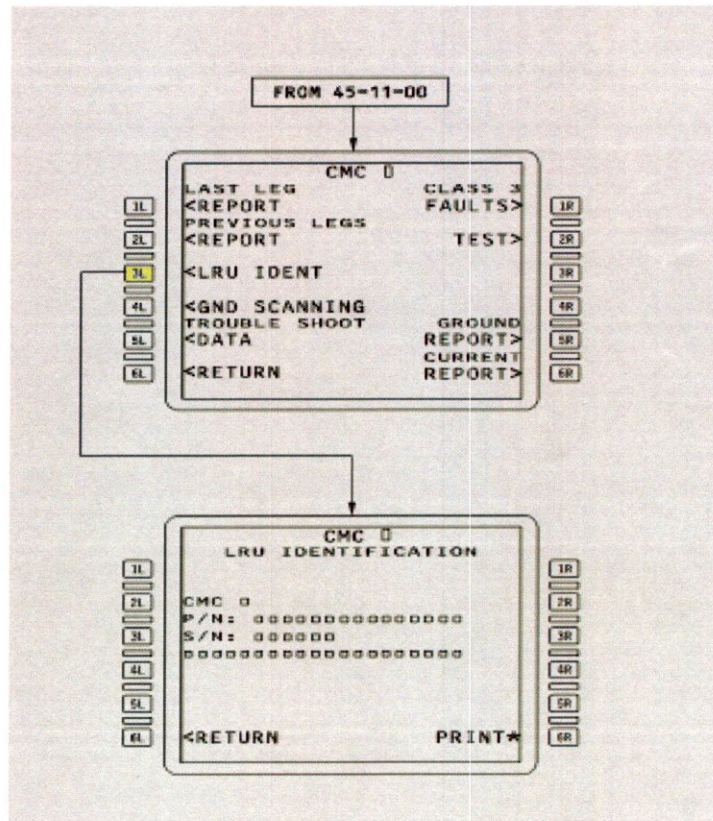 FROM 45-11-00
CMC ▯
LAST LEG CLASS 3
1L <REPORT FAULTS> 1R
PREVIOUS LEGS
2L <REPORT TEST> 2R
3L <LRU IDENT 3R
4L <GND SCANNING 4R
TROUBLE SHOOT GROUND
5L <DATA REPORT> 5R
CURRENT
6L <RETURN REPORT> 6R
CMC ▯
LRU IDENTIFICATION
1L 1R
2L CMC ▯ 2R
P/N: ▯▯▯▯▯▯▯▯▯▯▯▯▯▯▯
3L S/N: ▯▯▯▯▯▯ 3R
▯▯▯▯▯▯▯▯▯▯▯▯▯▯▯▯▯▯▯▯
4L 4R
5L 5R
6L <RETURN PRINT* 6R